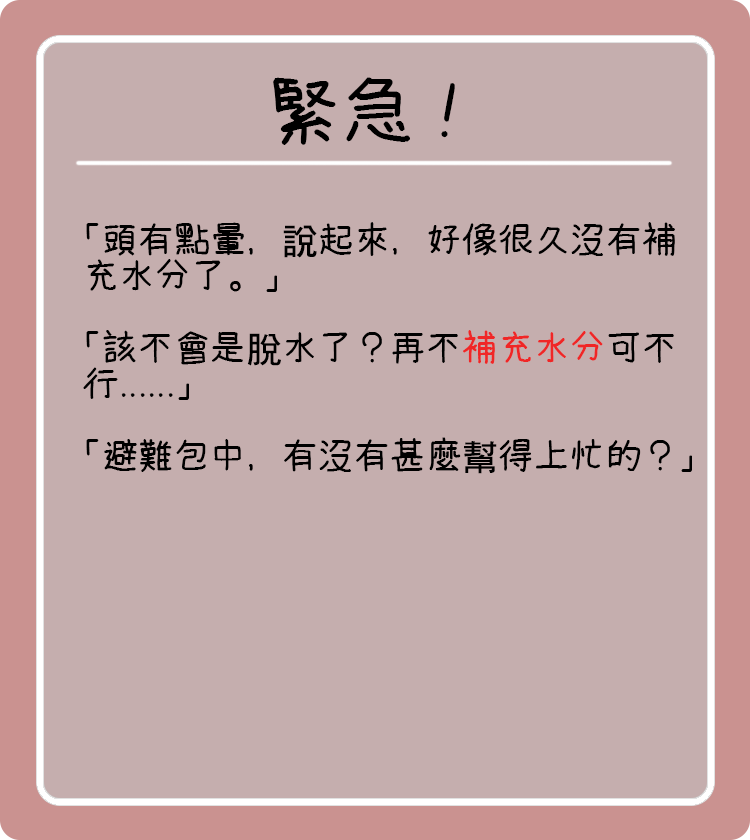 緊急！
「頭有點暈，說起來，好像很久沒有補
充水分了。」
「該不會是脫水了？再不補充水分可不
行......」
「避難包中，有沒有甚麼幫得上忙的？」